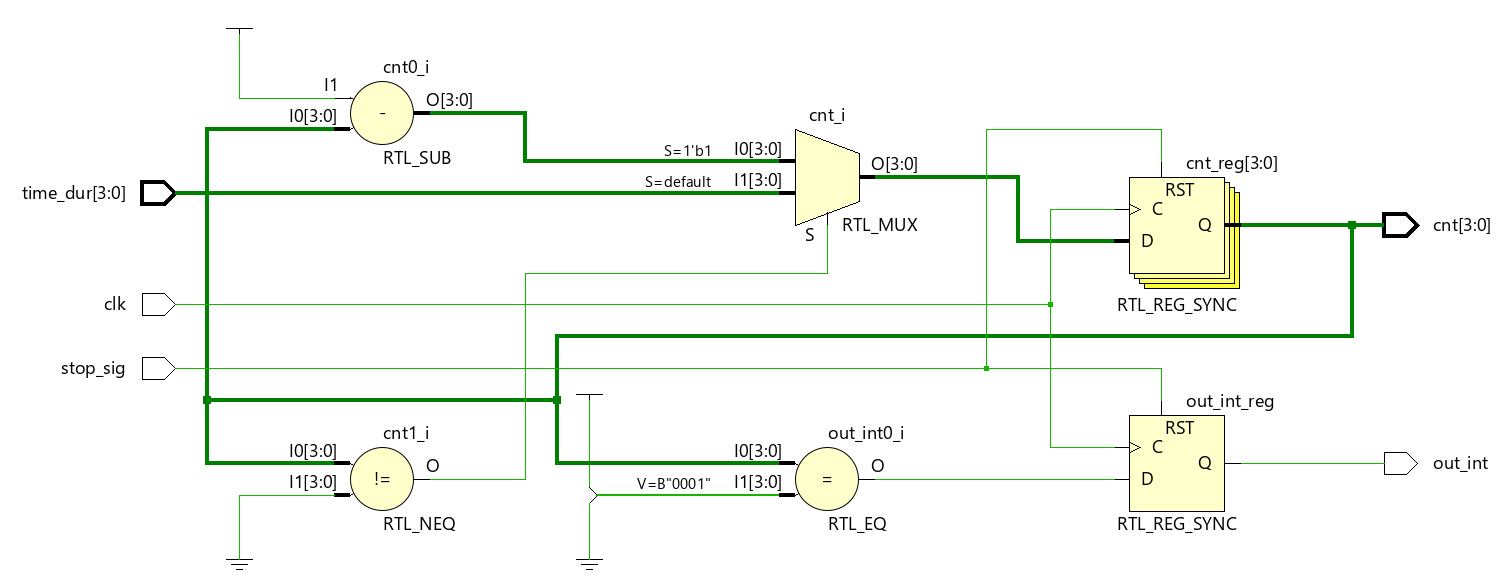 cnt0_i
I1
I0[3:0]
-
O[3:0]
RTL_SUB
cnt_i
S=1'b1
I0[3:0]
S=default
I1[3:0]
O[3:0]
S
RTL_MUX
time_dur[3:0]
cnt_reg[3:0]
RST
C
D
Q
RTL_REG_SYNC
cnt[3:0]
clk
stop_sig
cnt1_i
I0[3:0]
I1[3:0]
!=
O
RTL_NEQ
out_int0_i
I0[3:0]
V=B"0001"
I1[3:0]
=
O
RTL_EQ
out_int_reg
RST
C
D
Q
RTL_REG_SYNC
out_int